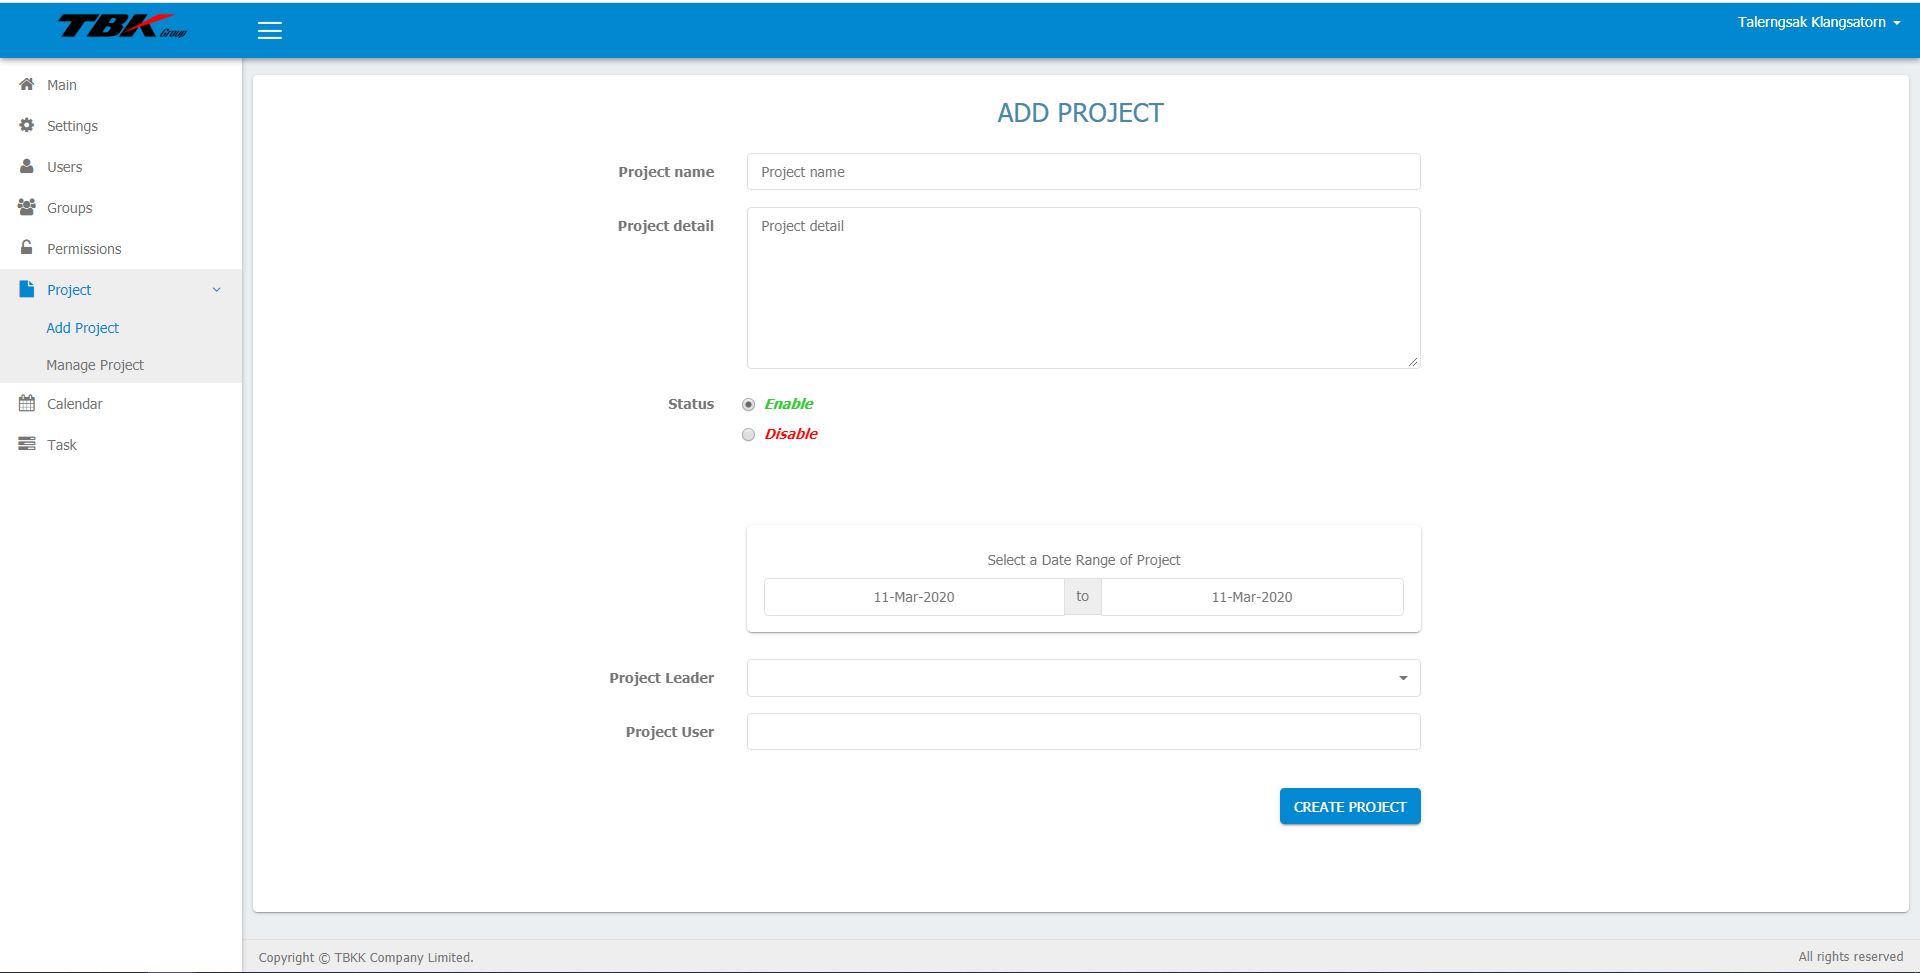 TBK Group
Talerngsak Klangsatorn
Main
Settings
Users
Groups
Permissions
Project
Add Project
Manage Project
Calendar
Task
ADD PROJECT
Project name
Project name
Project detail
Project detail
Status
Enable
Disable
Select a Date Range of Project
11-Mar-2020 to 11-Mar-2020
Project Leader
Project User
CREATE PROJECT
Copyright © TBKK Company Limited.
All rights reserved